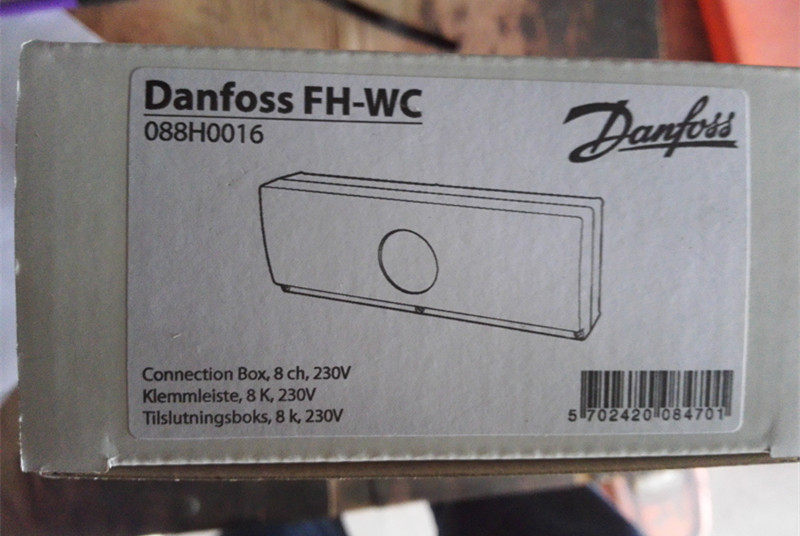 Danfoss FH-WC
088H0016
Danfoss
Connection Box, 8 ch, 230V
Klemmleiste, 8 K, 230V
Tilslutningsboks, 8 k, 230V
5 702420 084701